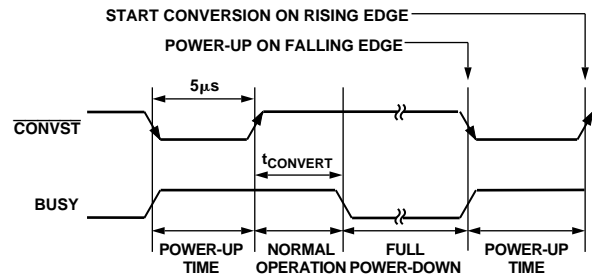 START CONVERSION ON RISING EDGE
POWER-UP ON FALLING EDGE
5µs
CONVST
tCONVERT
BUSY
POWER-UP
TIME
NORMAL
OPERATION
FULL
POWER-DOWN
POWER-UP
TIME